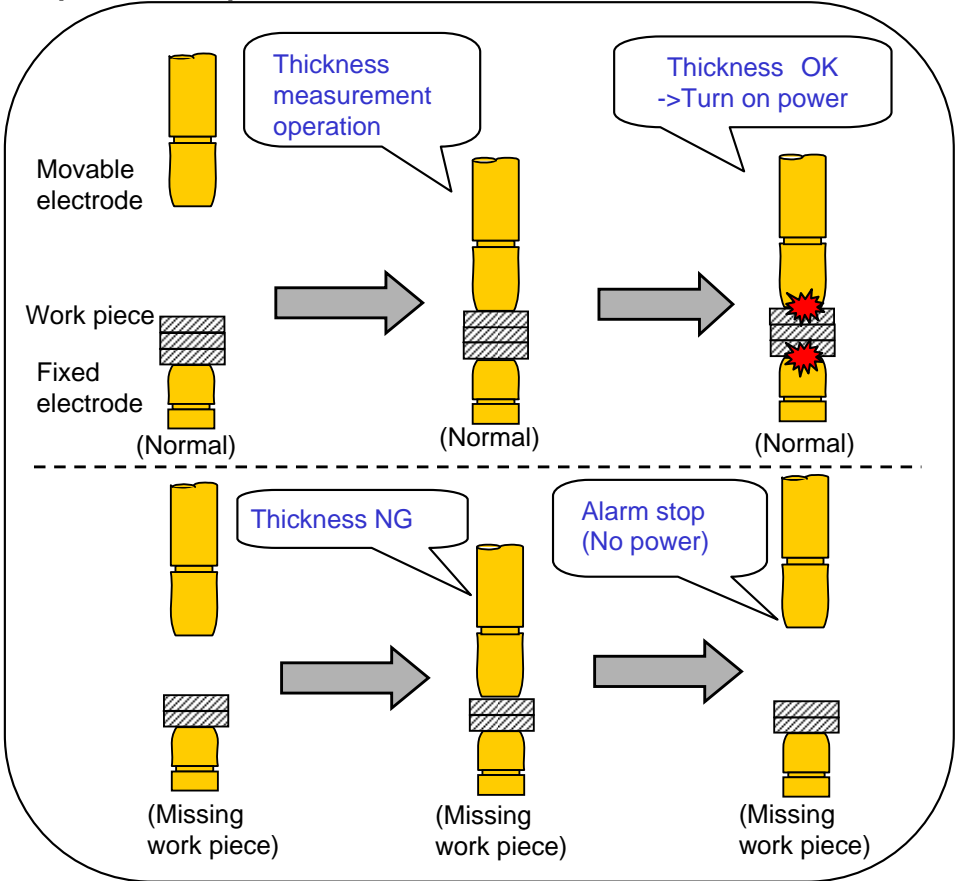 Thickness
measurement
operation
Thickness OK
->Turn on power
Movable
electrode
Work piece
Fixed
electrode
(Normal)
(Normal)
(Normal)
Thickness NG
Alarm stop
(No power)
(Missing
work piece)
(Missing
work piece)
(Missing
work piece)